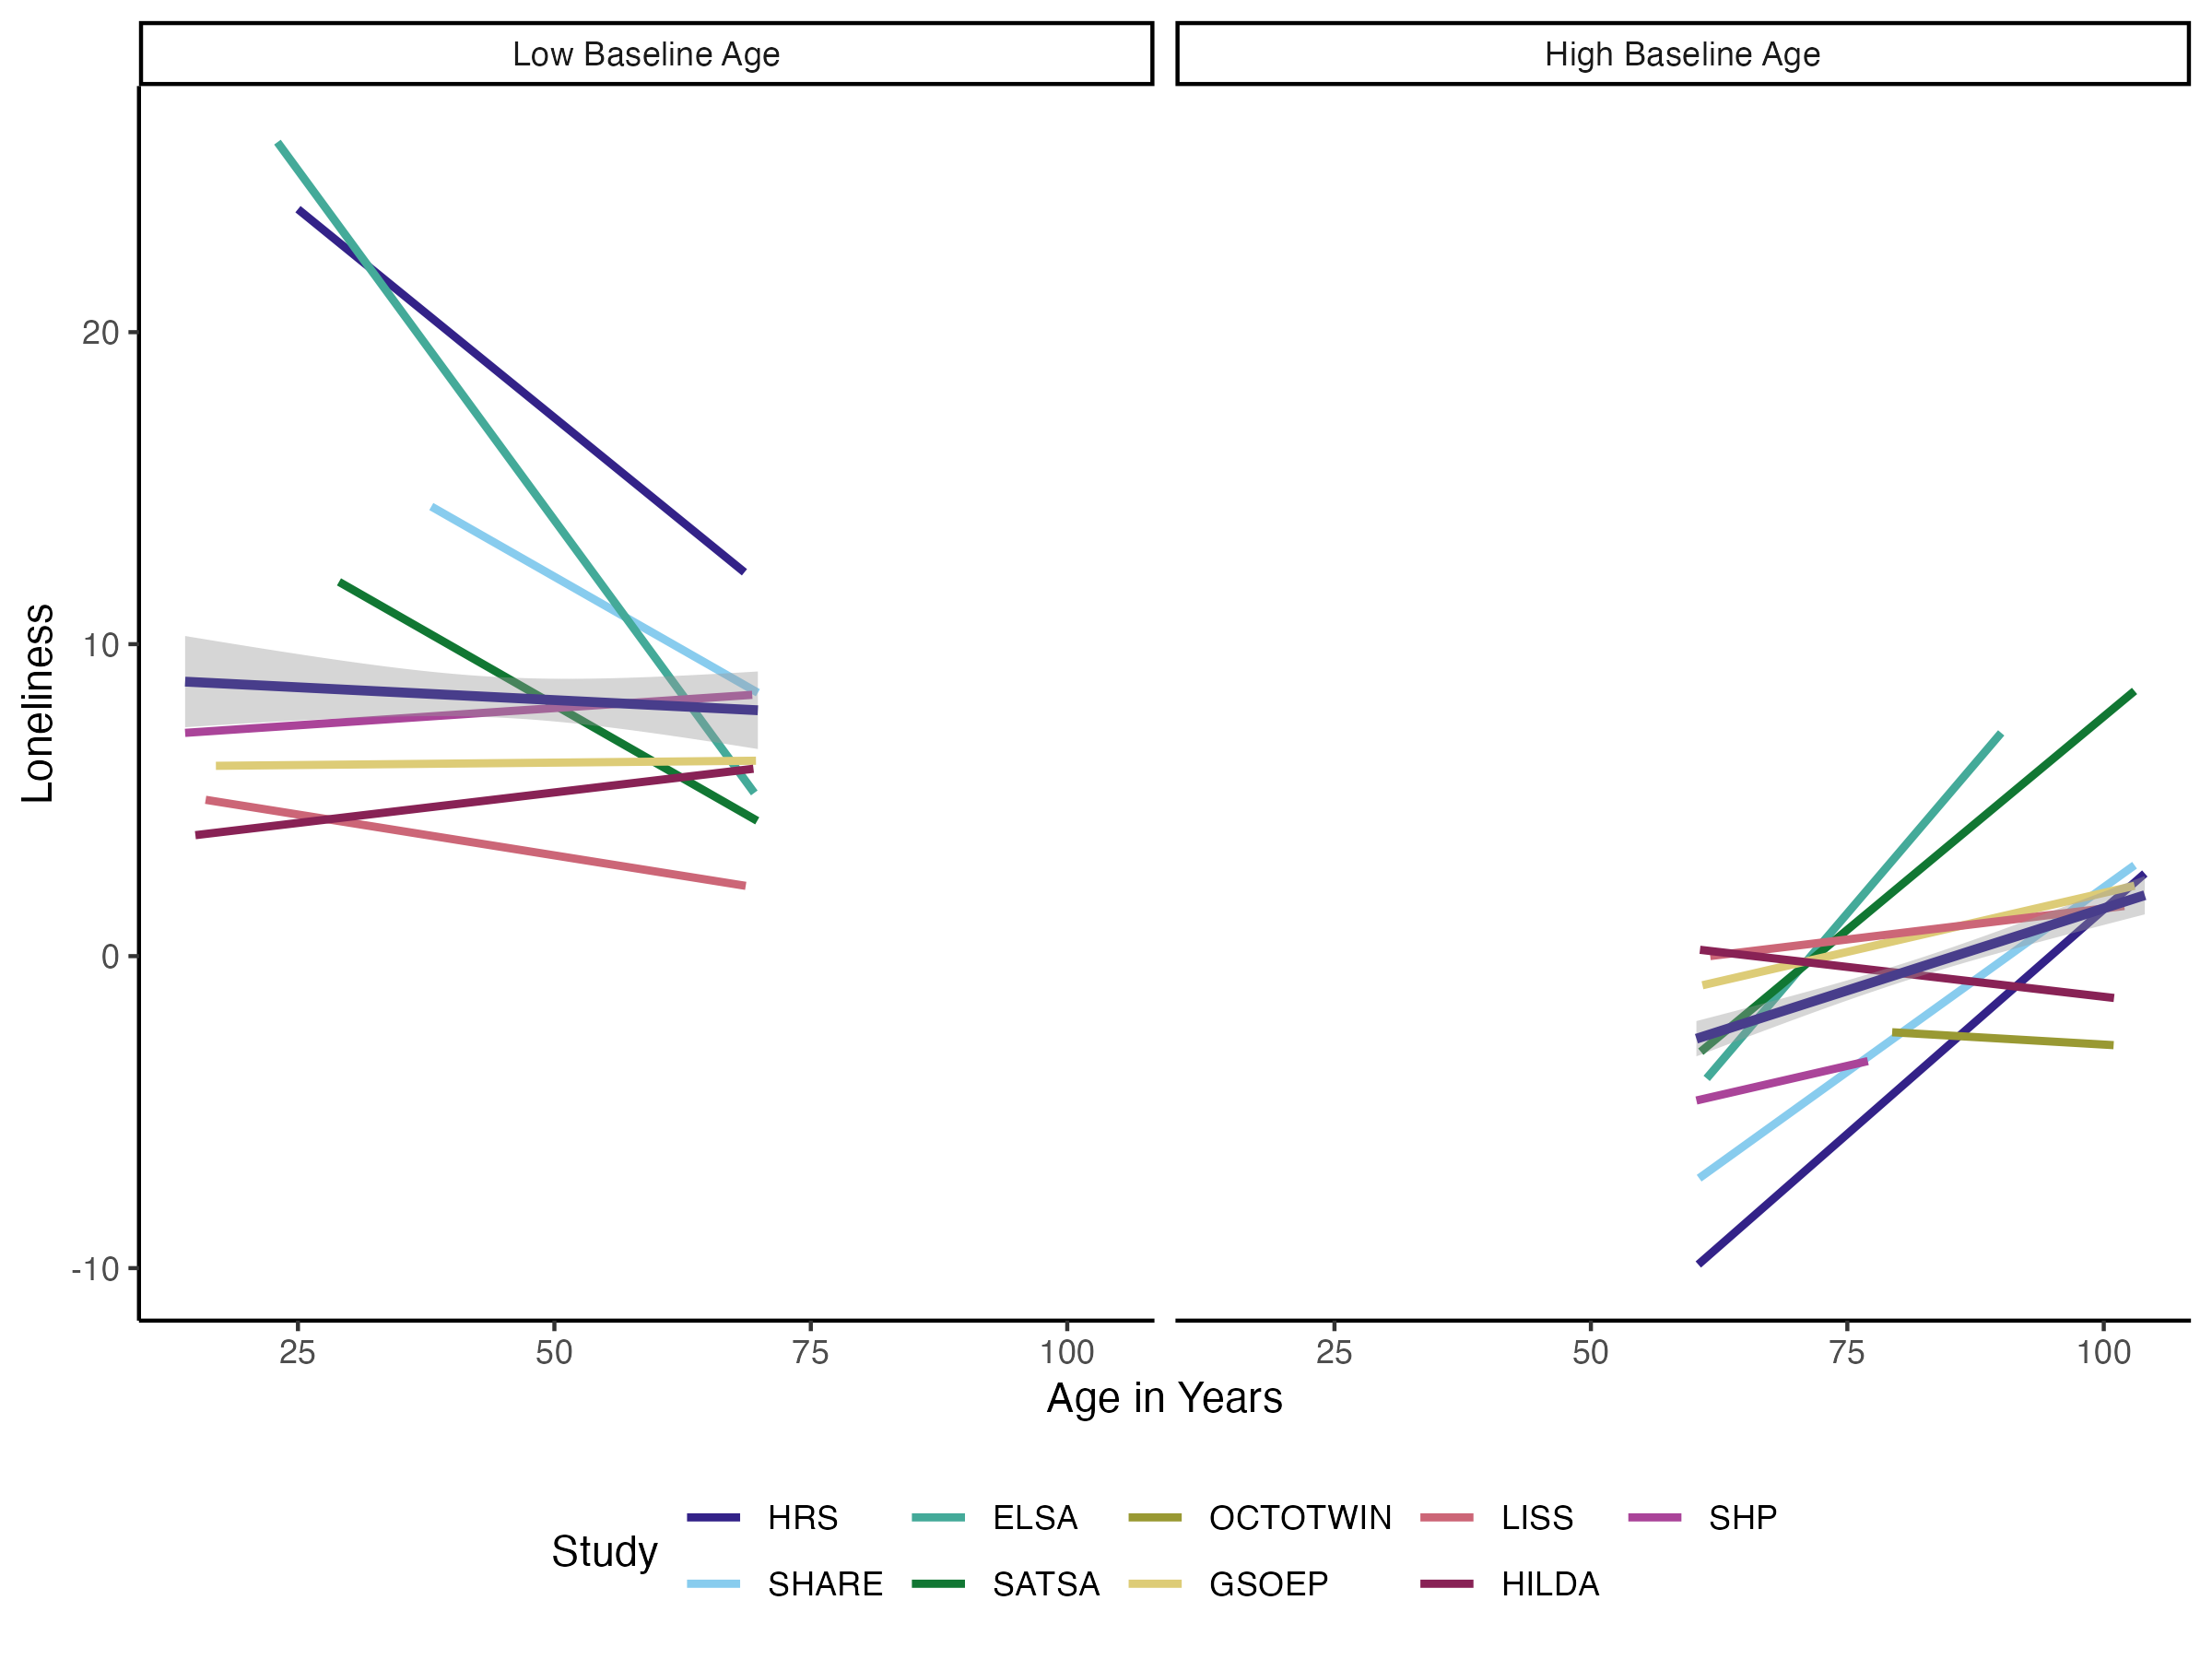 Low Baseline Age
High Baseline Age
Loneliness
20
10
0
-10
25 50 75 100
25 50 75 100
Age in Years
Study
HRS ELSA OCTOTWIN LISS SHP
SHARE SATSA GSOEP HILDA